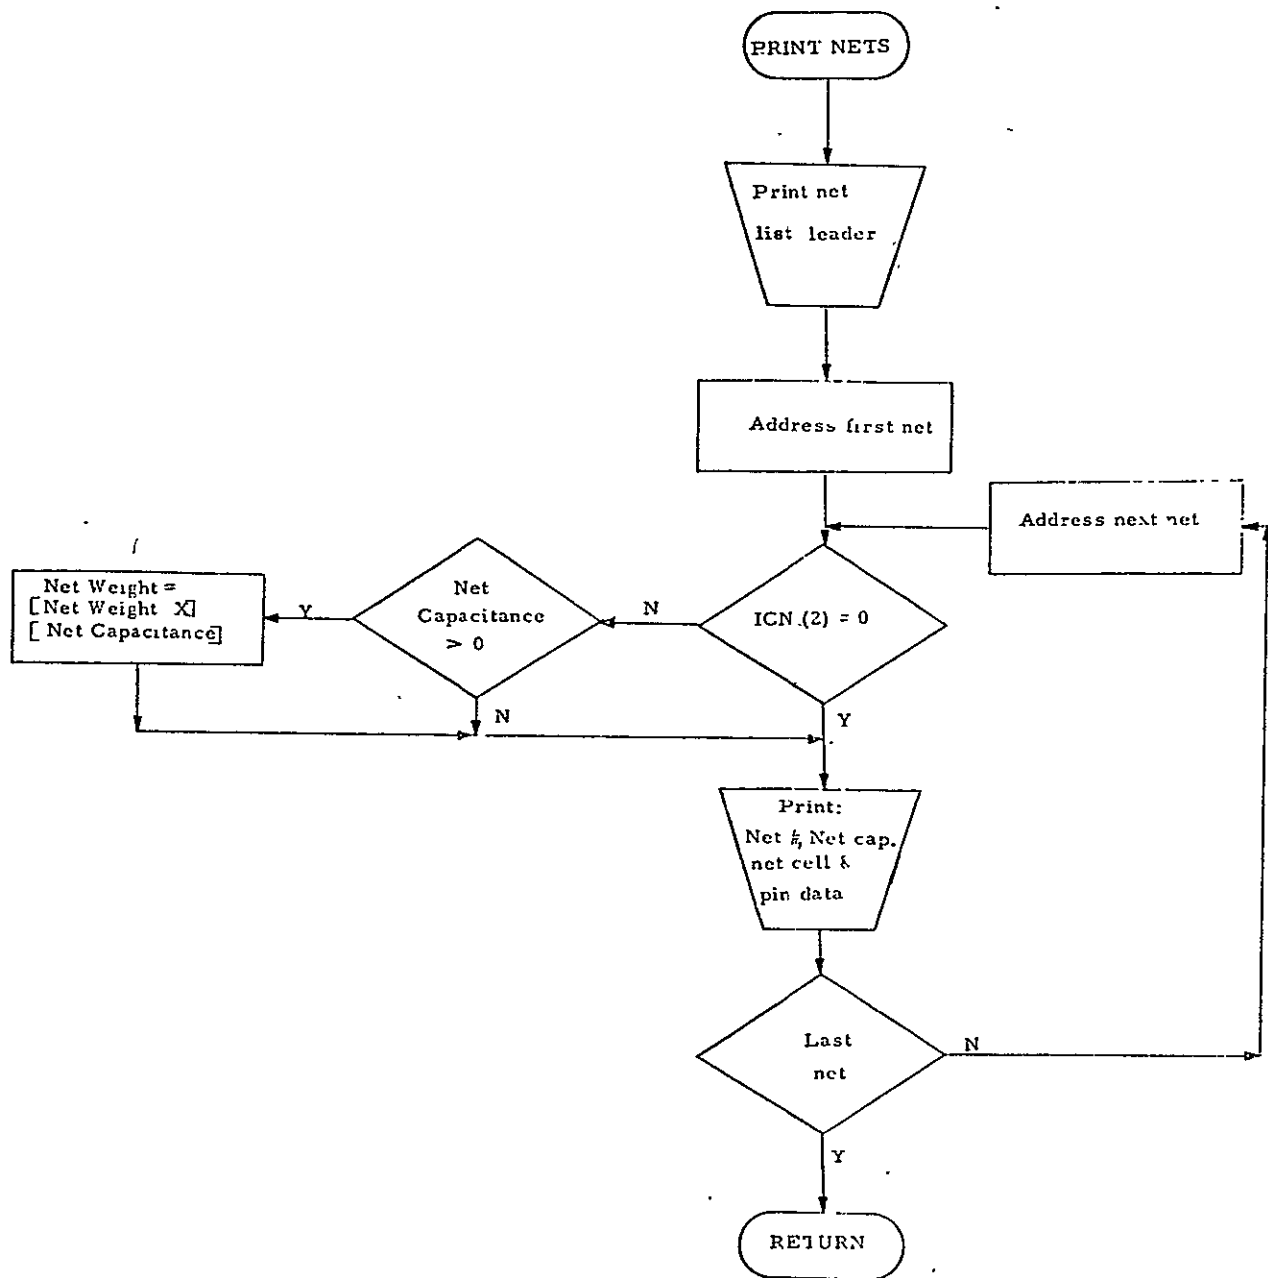 PRINT NETS
Print net
list leader
Address first net
Address next net
Net Weight =
[Net Weight X]
[Net Capacitance]
Y
Net
Capacitance
> 0
N
ICN.(2) = 0
N
Y
Print:
Net #, Net cap.
net cell &
pin data
Last
net
N
Y
RETURN